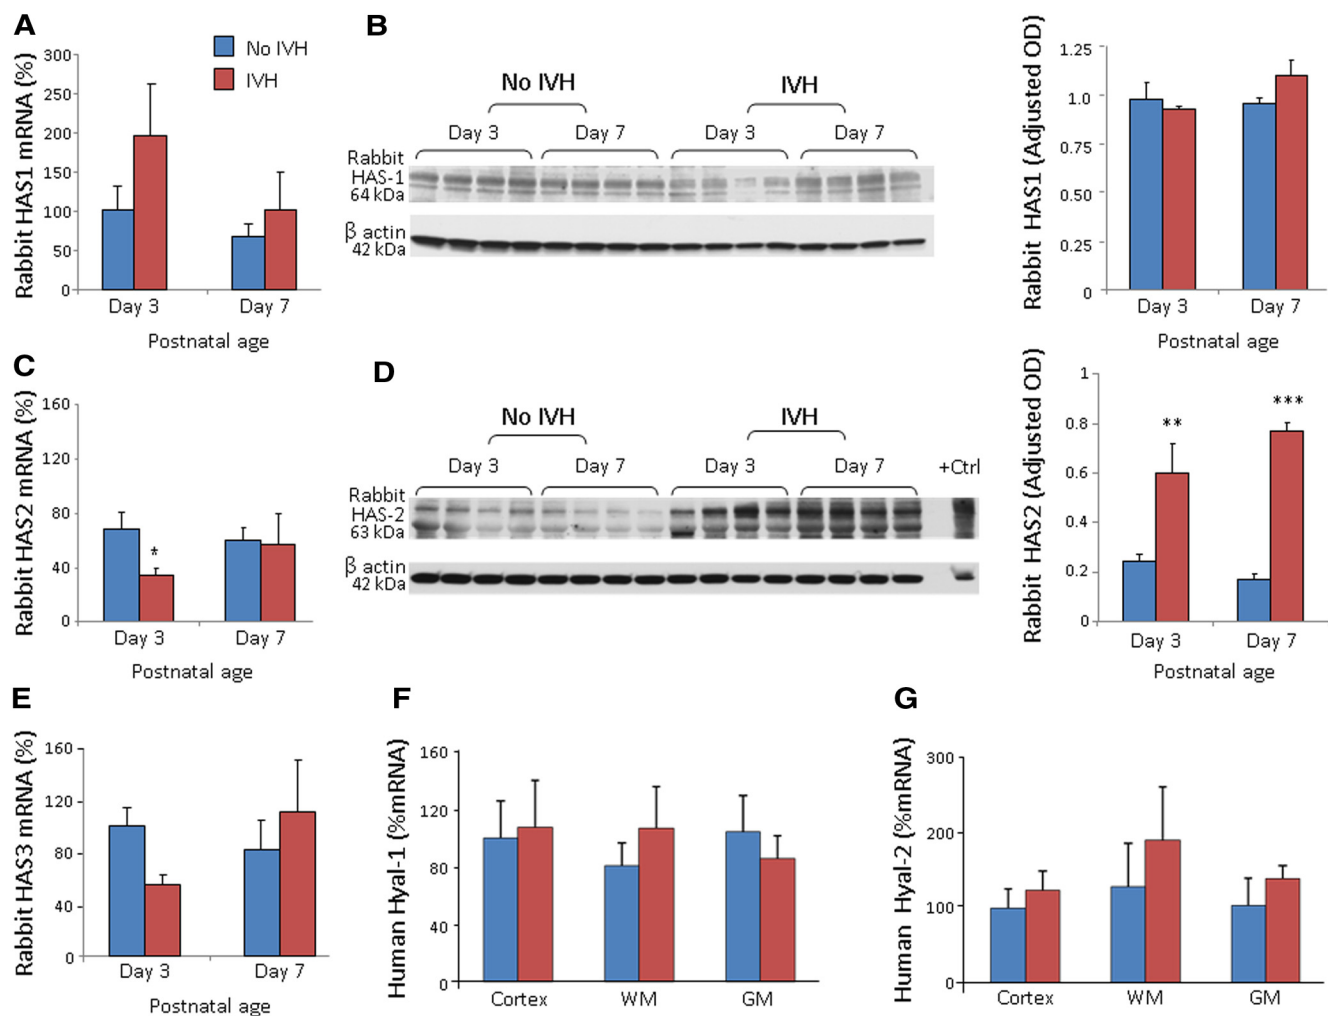 A
Rabbit HAS1 mRNA (%)
300
250
200
150
100
50
0
No IVH
IVH
Day 3
Day 7
Postnatal age
B
No IVH
IVH
Day 3
Day 7
Day 3
Day 7
Rabbit
HAS-1
64 kDa
β actin
42 kDa
Rabbit HAS1 (Adjusted OD)
1.25
1.0
0.75
0.50
0.25
0
Day 3
Day 7
Postnatal age
C
Rabbit HAS2 mRNA (%)
160
120
80
40
0
*
Day 3
Day 7
Postnatal age
D
No IVH
IVH
Day 3
Day 7
Day 3
Day 7
+Ctrl
Rabbit
HAS-2
63 kDa
β actin
42 kDa
Rabbit HAS2 (Adjusted OD)
1
0.8
0.6
0.4
0.2
0
**
***
Day 3
Day 7
Postnatal age
E
Rabbit HAS3 mRNA (%)
160
120
80
40
0
Day 3
Day 7
Postnatal age
F
Human Hyal-1 (%mRNA)
160
120
80
40
0
Cortex
WM
GM
G
Human Hyal-2 (%mRNA)
300
200
100
0
Cortex
WM
GM